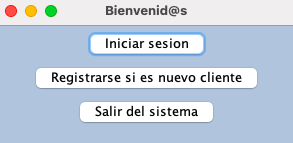 Bienvenid@s
Iniciar sesion
Registrarse si es nuevo cliente
Salir del sistema